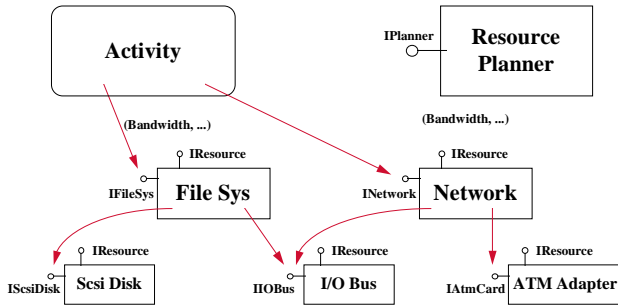 Activity
IPlanner
Resource
Planner
(Bandwidth, ...)
(Bandwidth, ...)
IResource
IResource
IFileSys
File Sys
INetwork
Network
IResource
IResource
IResource
IScsiDisk
Scsi Disk
IIOBus
I/O Bus
IAtmCard
ATM Adapter